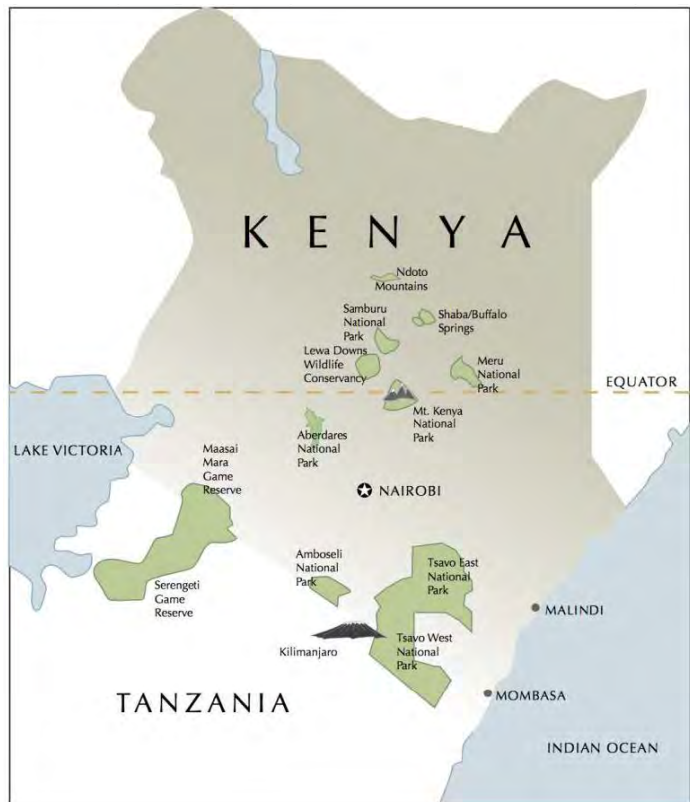 KENYA
Ndoto
Mountains
Samburu
National
Park
Shaba/Buffalo
Springs
Lewa Downs
Wildlife
Conservancy
Meru
National
Park
EQUATOR
Mt. Kenya
National
Park
Aberdares
National
Park
LAKE VICTORIA
Maasai
Mara
Game
Reserve
NAIROBI
Amboseli
National
Park
Tsavo East
National
Park
Serengeti
Game
Reserve
MALINDI
Kilimanjaro
Tsavo West
National
Park
TANZANIA
MOMBASA
INDIAN OCEAN